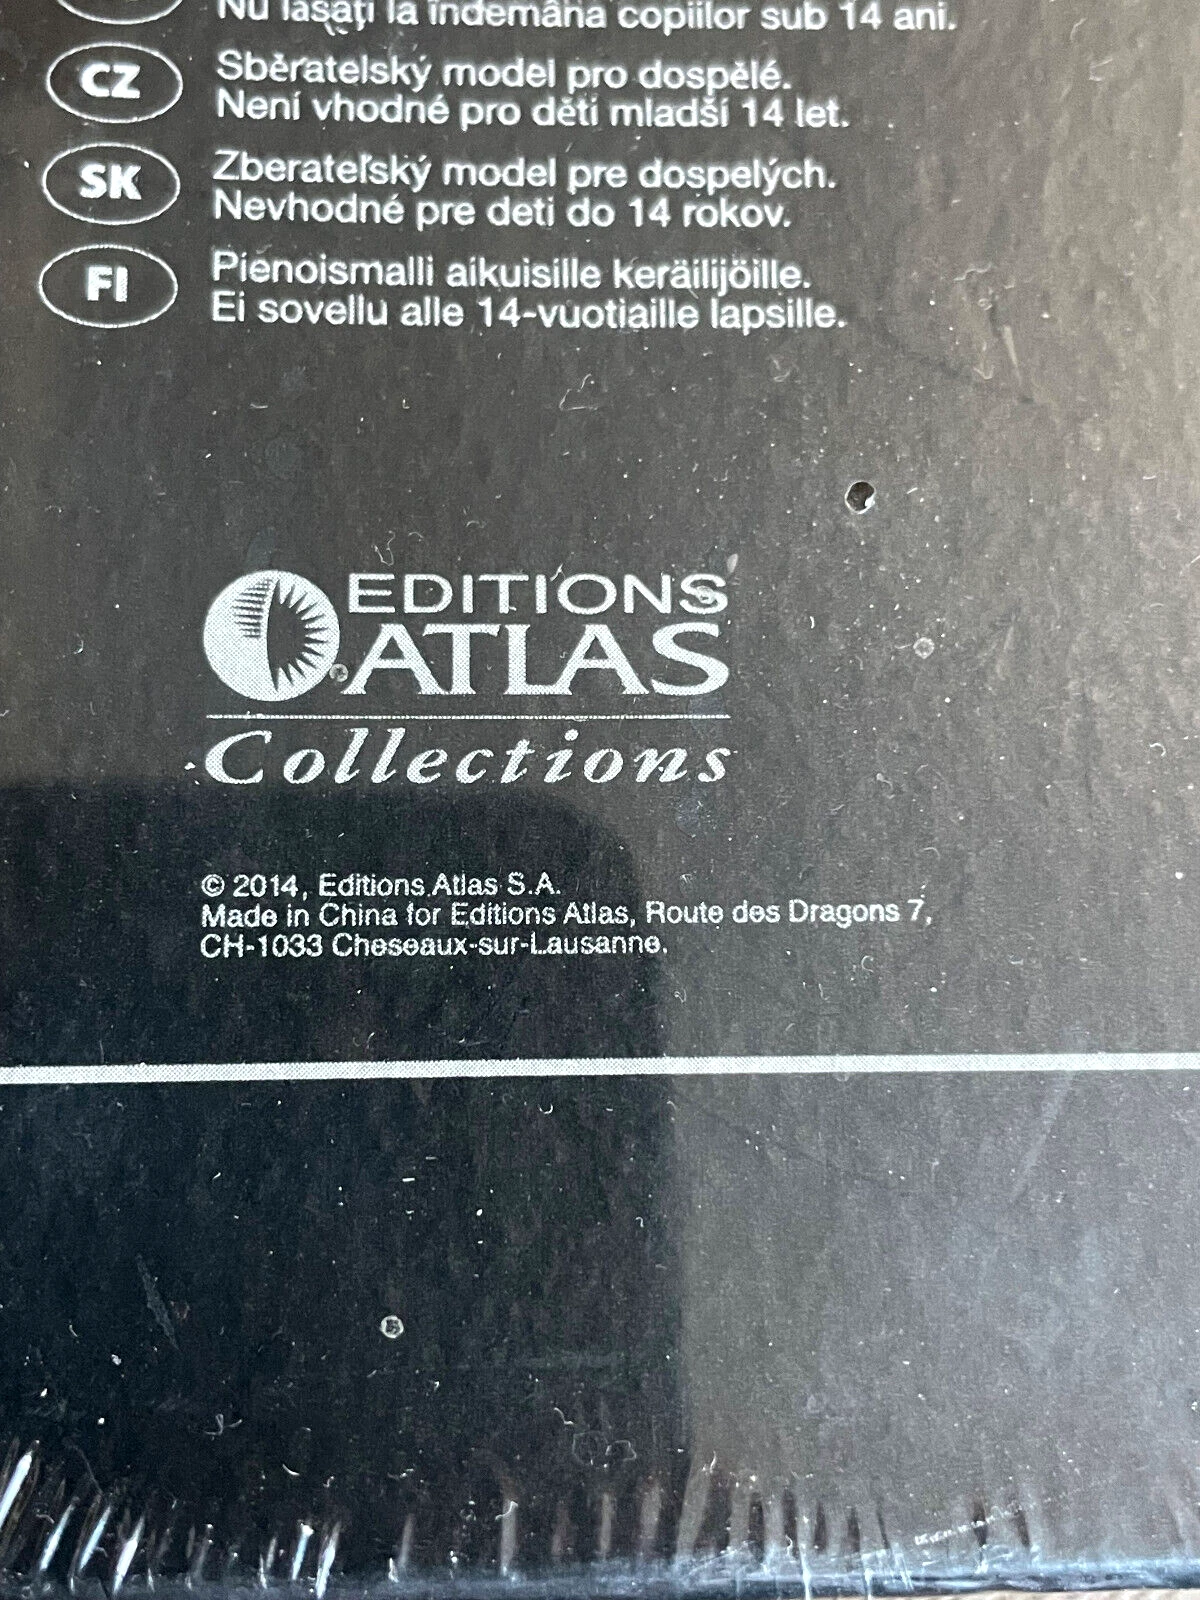 Nu lăsați la îndemâna copiilor sub 14 ani.
CZ
Sběratelský model pro dospělé.
Není vhodné pro děti mladší 14 let.
SK
Zberateľský model pre dospelých.
Nevhodné pre deti do 14 rokov.
FI
Pienoismalli aikuisille keräilijöille.
Ei sovellu alle 14-vuotiaille lapsille.
EDITIONS
ATLAS
Collections
© 2014, Editions Atlas S.A.
Made in China for Editions Atlas, Route des Dragons 7,
CH-1033 Cheseaux-sur-Lausanne.